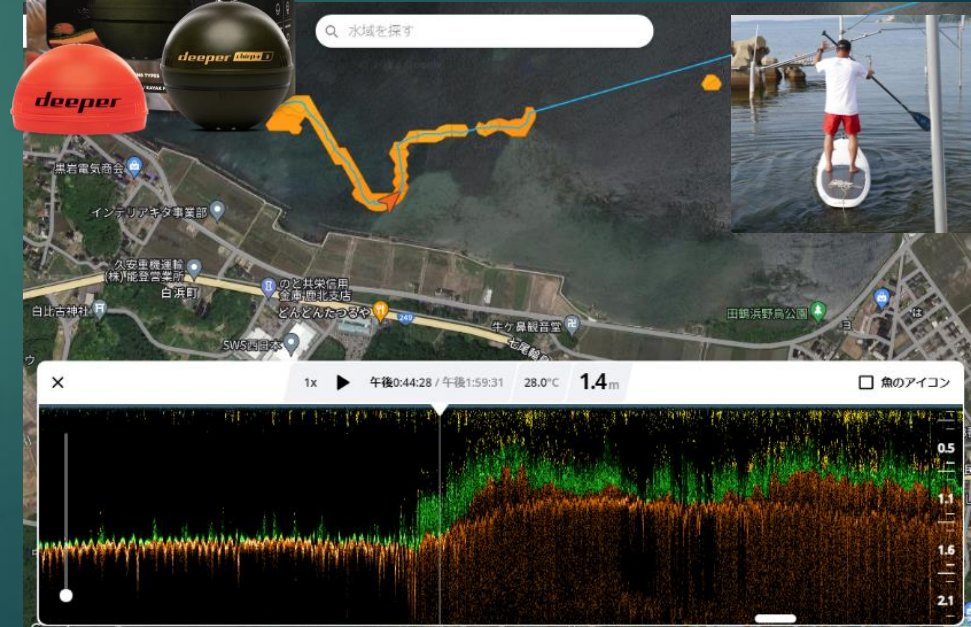 deeper
deeper CHIRP+ 2
水域を探す
黒岩電気商会
インテリアキタ事業部
久安重機運輸
(株) 能登営業所
白浜町
のと共栄信用
金庫 鹿北支店
どんどんたつるや
白比古神社
249
SWS西日本
牛ケ鼻観音堂
田鶴浜野鳥公園
ヨ
は
ウ
×
1x
午後0:44:28 / 午後1:59:31
28.0°C
1.4m
魚のアイコン
0.5
1.1
1.6
2.1